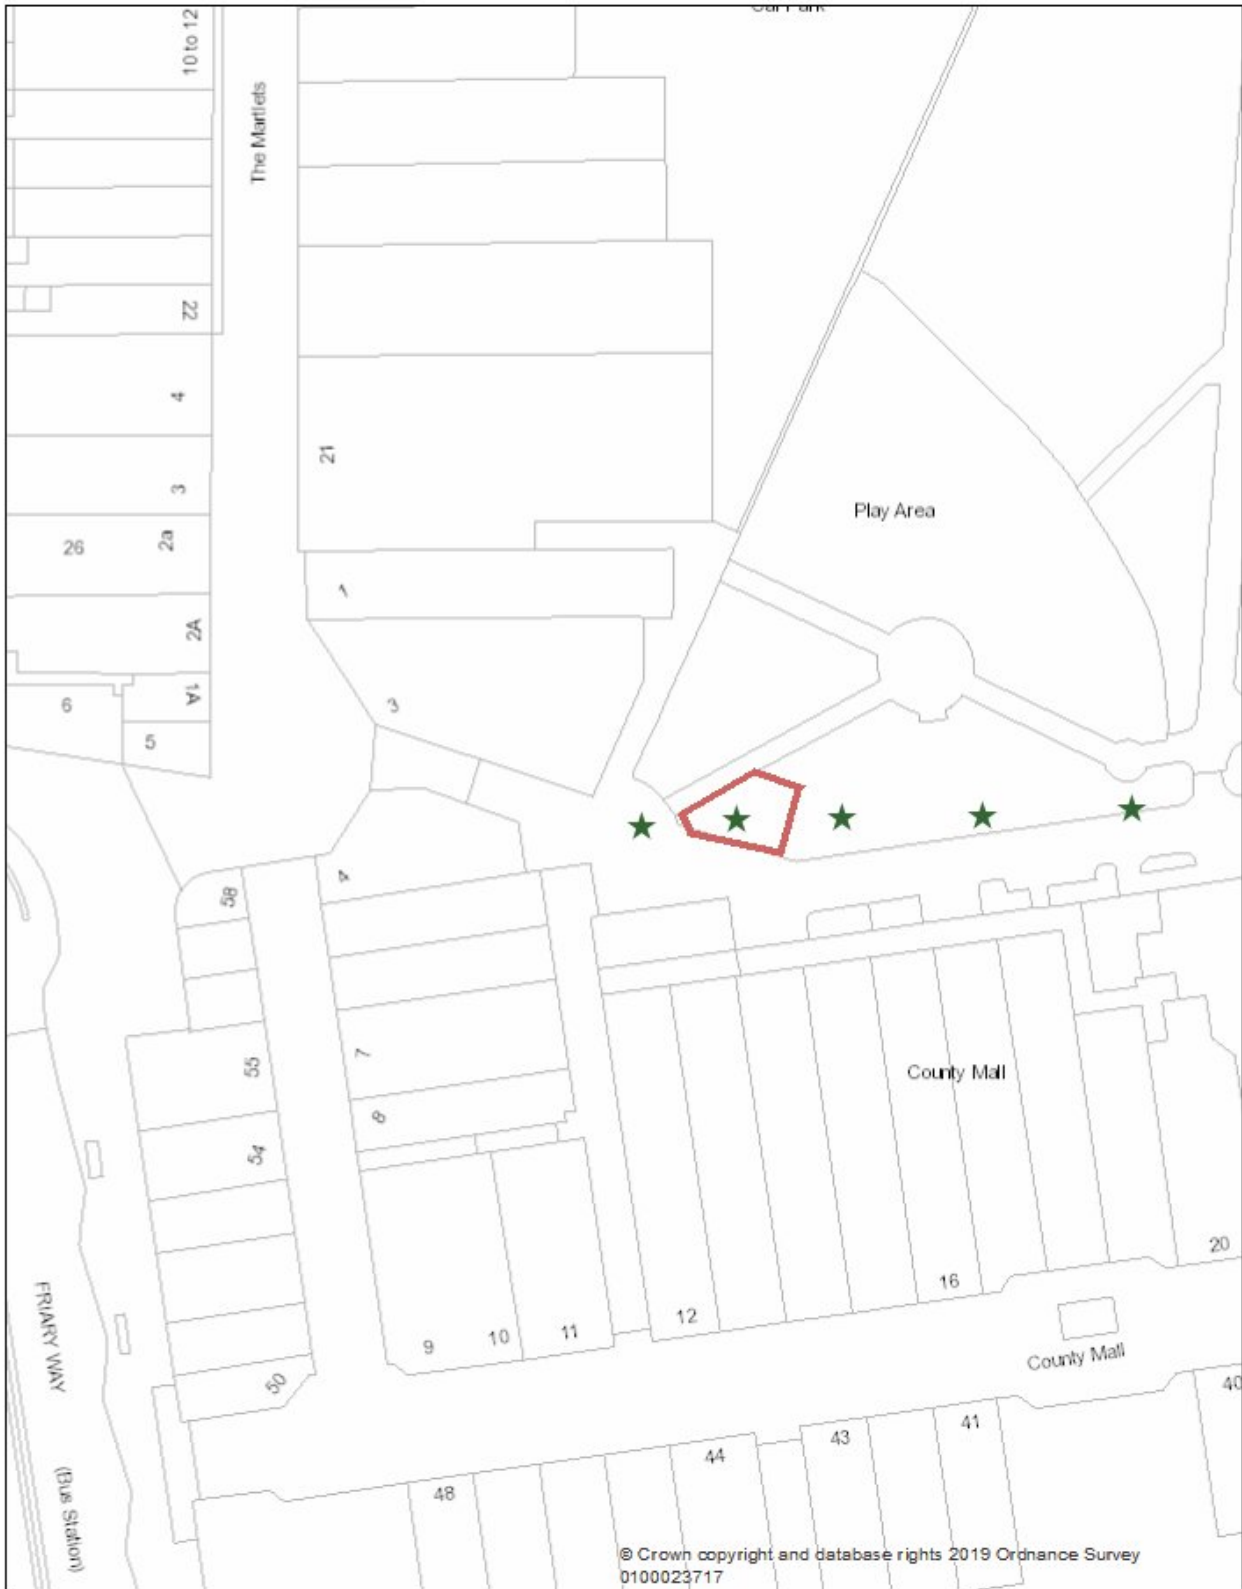 Car Park
10 to 12
The Martlets
22
4
3
21
Play Area
26
2a
1
2A
1A
6
3
5
58
4
7
55
County Mall
8
54
20
16
12
11
10
9
County Mall
FRIARY WAY
50
40
41
43
44
48
(Bus Station)
© Crown copyright and database rights 2019 Ordnance Survey
0100023717